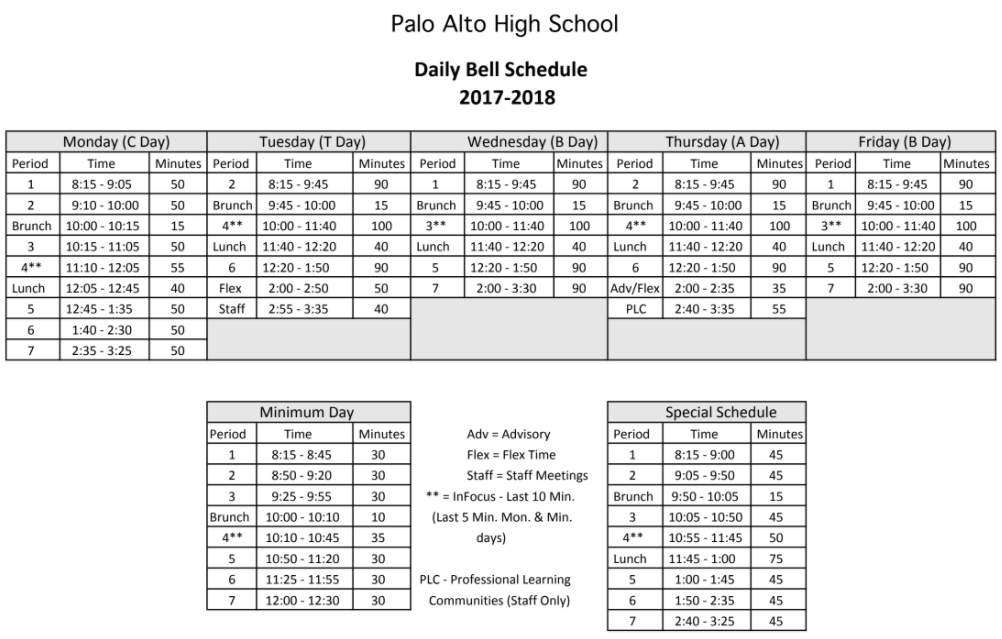 Palo Alto High School
Daily Bell Schedule
2017-2018
Monday (C Day) Tuesday (T Day) Wednesday (B Day) Thursday (A Day) Friday (B Day)
Period Time Minutes Period Time Minutes Period Time Minutes Period Time Minutes Period Time Minutes
1 8:15 - 9:05 50 2 8:15 - 9:45 90 1 8:15 - 9:45 90 2 8:15 - 9:45 90 1 8:15 - 9:45 90
2 9:10 - 10:00 50 Brunch 9:45 - 10:00 15 Brunch 9:45 - 10:00 15 Brunch 9:45 - 10:00 15 Brunch 9:45 - 10:00 15
Brunch 10:00 - 10:15 15 4** 10:00 - 11:40 100 3** 10:00 - 11:40 100 4** 10:00 - 11:40 100 3** 10:00 - 11:40 100
3 10:15 - 11:05 50 Lunch 11:40 - 12:20 40 Lunch 11:40 - 12:20 40 Lunch 11:40 - 12:20 40 Lunch 11:40 - 12:20 40
4** 11:10 - 12:05 55 6 12:20 - 1:50 90 5 12:20 - 1:50 90 6 12:20 - 1:50 90 5 12:20 - 1:50 90
Lunch 12:05 - 12:45 40 Flex 2:00 - 2:50 50 7 2:00 - 3:30 90 Adv/Flex 2:00 - 2:35 35 7 2:00 - 3:30 90
5 12:45 - 1:35 50 Staff 2:55 - 3:35 40 PLC 2:40 - 3:35 55
6 1:40 - 2:30 50
7 2:35 - 3:25 50
Minimum Day Special Schedule
Period Time Minutes Adv = Advisory Period Time Minutes
1 8:15 - 8:45 30 Flex = Flex Time 1 8:15 - 9:00 45
2 8:50 - 9:20 30 Staff = Staff Meetings 2 9:05 - 9:50 45
3 9:25 - 9:55 30 ** = InFocus - Last 10 Min. Brunch 9:50 - 10:05 15
Brunch 10:00 - 10:10 10 (Last 5 Min. Mon. & Min. 3 10:05 - 10:50 45
4** 10:10 - 10:45 35 days) 4** 10:55 - 11:45 50
5 10:50 - 11:20 30 Lunch 11:45 - 1:00 75
6 11:25 - 11:55 30 PLC - Professional Learning 5 1:00 - 1:45 45
7 12:00 - 12:30 30 Communities (Staff Only) 6 1:50 - 2:35 45
7 2:40 - 3:25 45